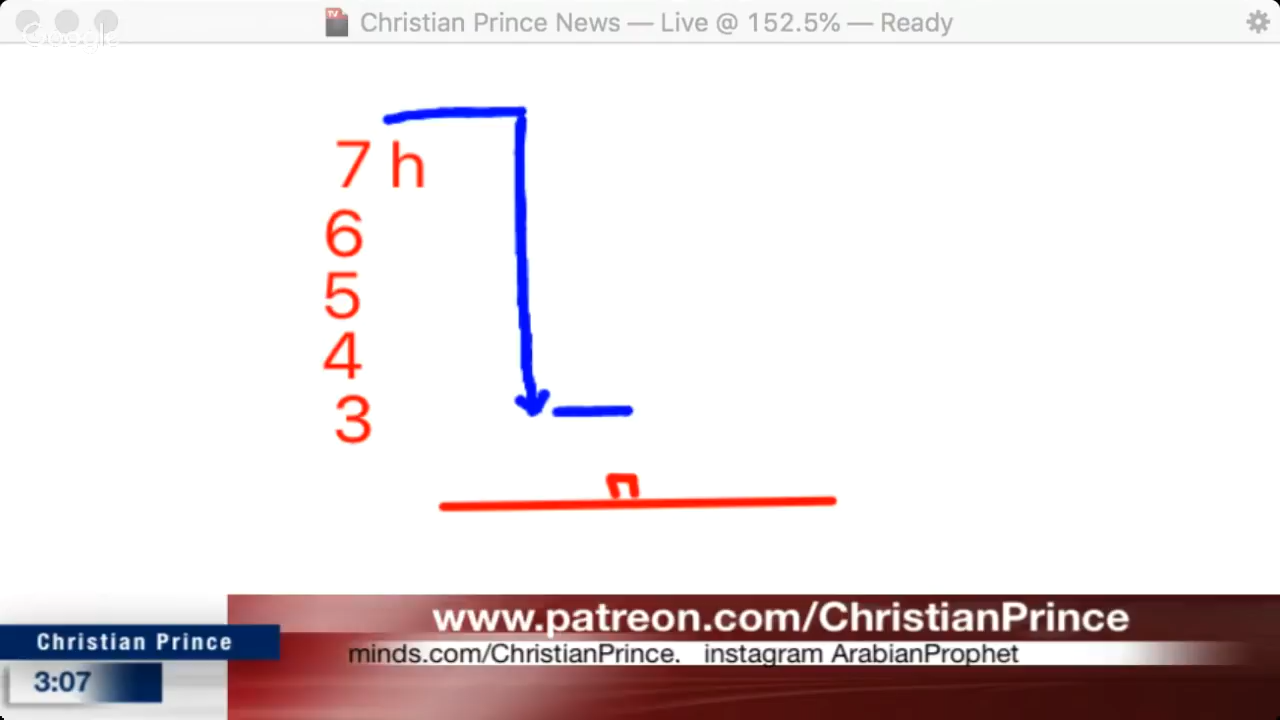 Christian Prince News — Live @ 152.5% — Ready
Google
7 h
6
5
4
3
www.patreon.com/ChristianPrince
Christian Prince
minds.com/ChristianPrince. instagram ArabianProphet
3:07